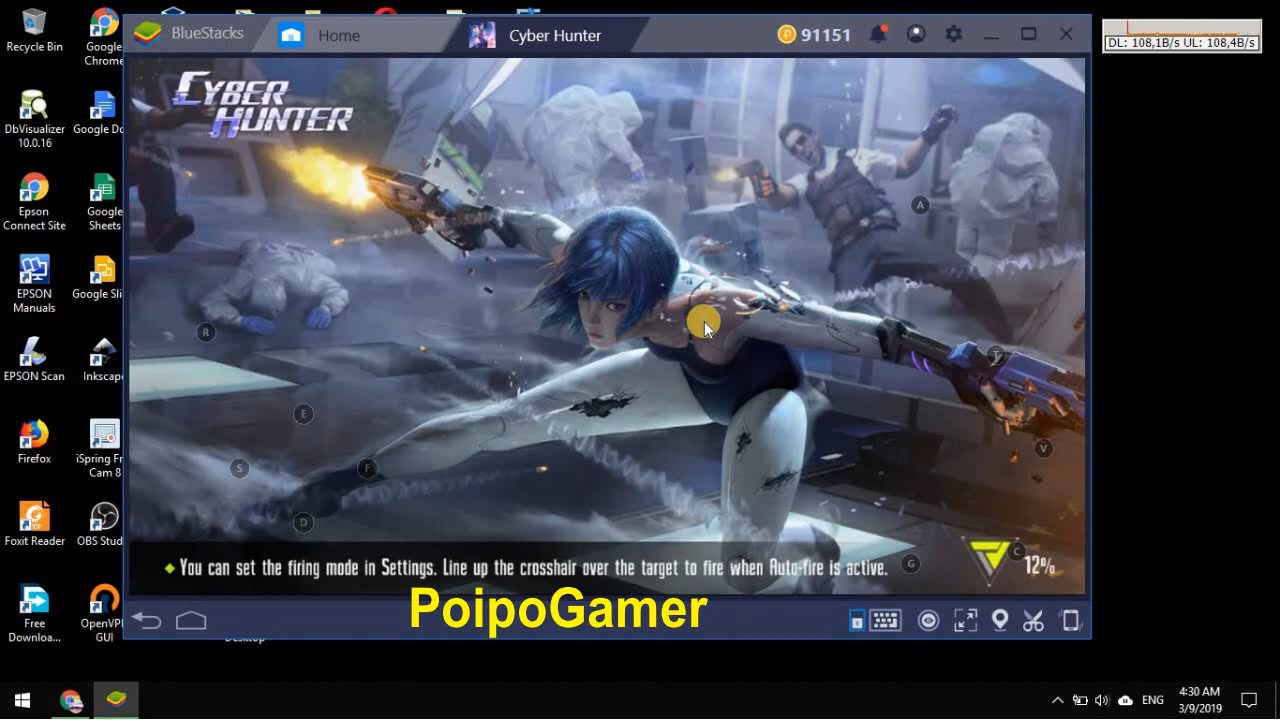 BlueStacks
Home
Cyber Hunter
91151
DL: 108,1B/s UL: 108,4B/s
Recycle Bin
Google
Chrome
DbVisualizer
10.0.16
Google Do
Epson
Connect Site
Google
Sheets
EPSON
Manuals
Google Sli
EPSON Scan
Inkscap
Firefox
iSpring Fr
Cam 8
Foxit Reader
OBS Stud
Free
Downloa...
OpenVP
GUI
Desktop
CYBER
HUNTER
A
R
T
E
V
S
F
D
C
G
You can set the firing mode in Settings. Line up the crosshair over the target to fire when Auto-fire is active.
12%
PoipoGamer
ENG
4:30 AM
3/9/2019